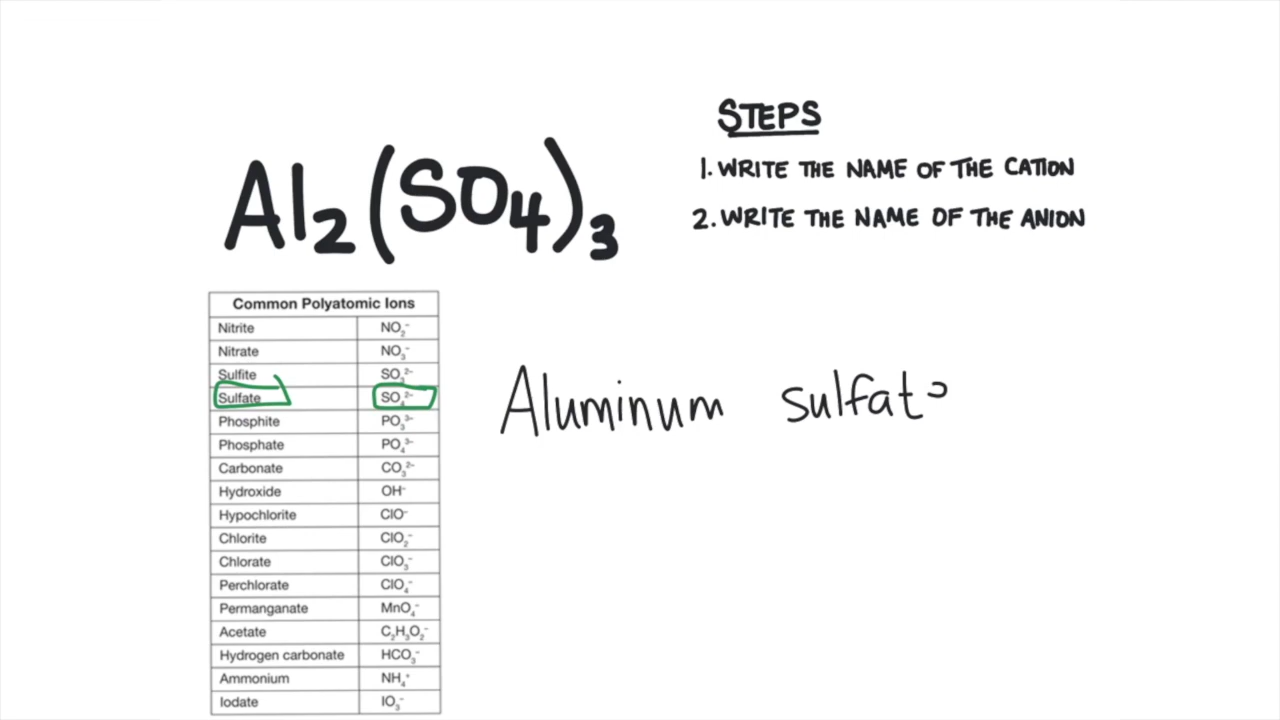 STEPS
Al₂(SO₄)₃
1. WRITE THE NAME OF THE CATION
2. WRITE THE NAME OF THE ANION
Common Polyatomic Ions
Nitrite NO₂⁻
Nitrate NO₃⁻
Sulfite SO₃²⁻
Sulfate SO₄²⁻
Phosphite PO₃³⁻
Phosphate PO₄³⁻
Carbonate CO₃²⁻
Hydroxide OH⁻
Hypochlorite ClO⁻
Chlorite ClO₂⁻
Chlorate ClO₃⁻
Perchlorate ClO₄⁻
Permanganate MnO₄⁻
Acetate C₂H₃O₂⁻
Hydrogen carbonate HCO₃⁻
Ammonium NH₄⁺
Iodate IO₃⁻
Aluminum sulfate